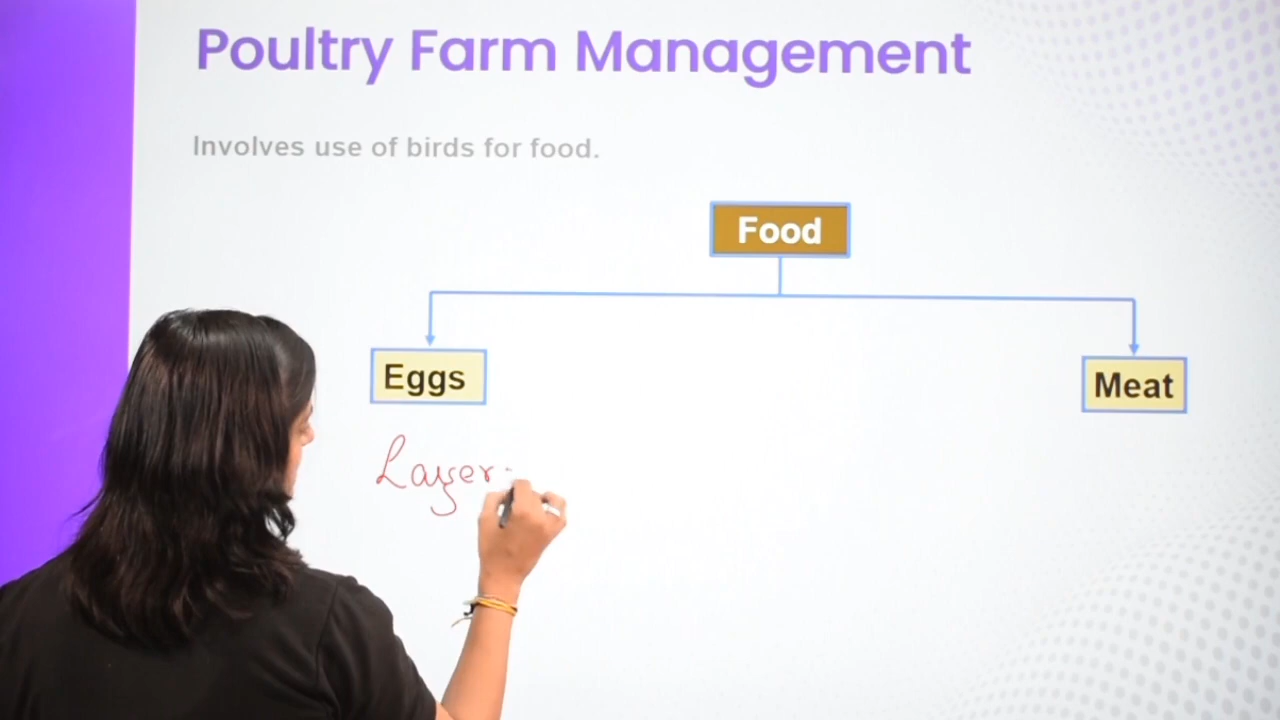 Poultry Farm Management
Involves use of birds for food.
Food
Eggs
Meat
Layer